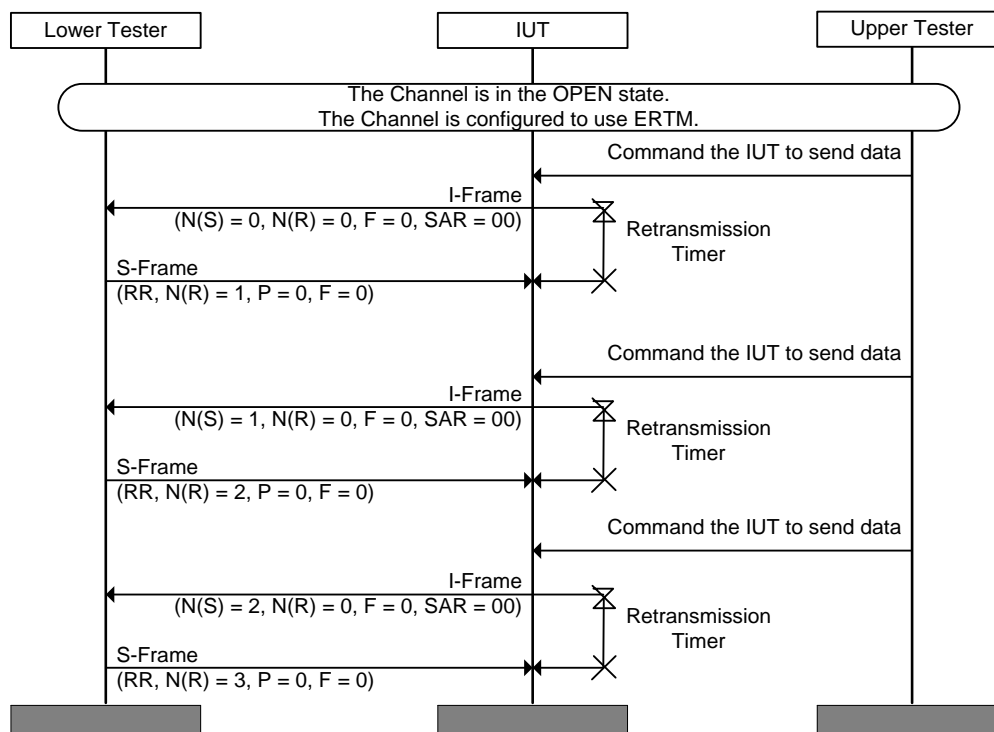 Lower Tester
IUT
Upper Tester
The Channel is in the OPEN state.
The Channel is configured to use ERTM.
Command the IUT to send data
I-Frame
(N(S) = 0, N(R) = 0, F = 0, SAR = 00)
Retransmission
Timer
S-Frame
(RR, N(R) = 1, P = 0, F = 0)
Command the IUT to send data
I-Frame
(N(S) = 1, N(R) = 0, F = 0, SAR = 00)
Retransmission
Timer
S-Frame
(RR, N(R) = 2, P = 0, F = 0)
Command the IUT to send data
I-Frame
(N(S) = 2, N(R) = 0, F = 0, SAR = 00)
Retransmission
Timer
S-Frame
(RR, N(R) = 3, P = 0, F = 0)